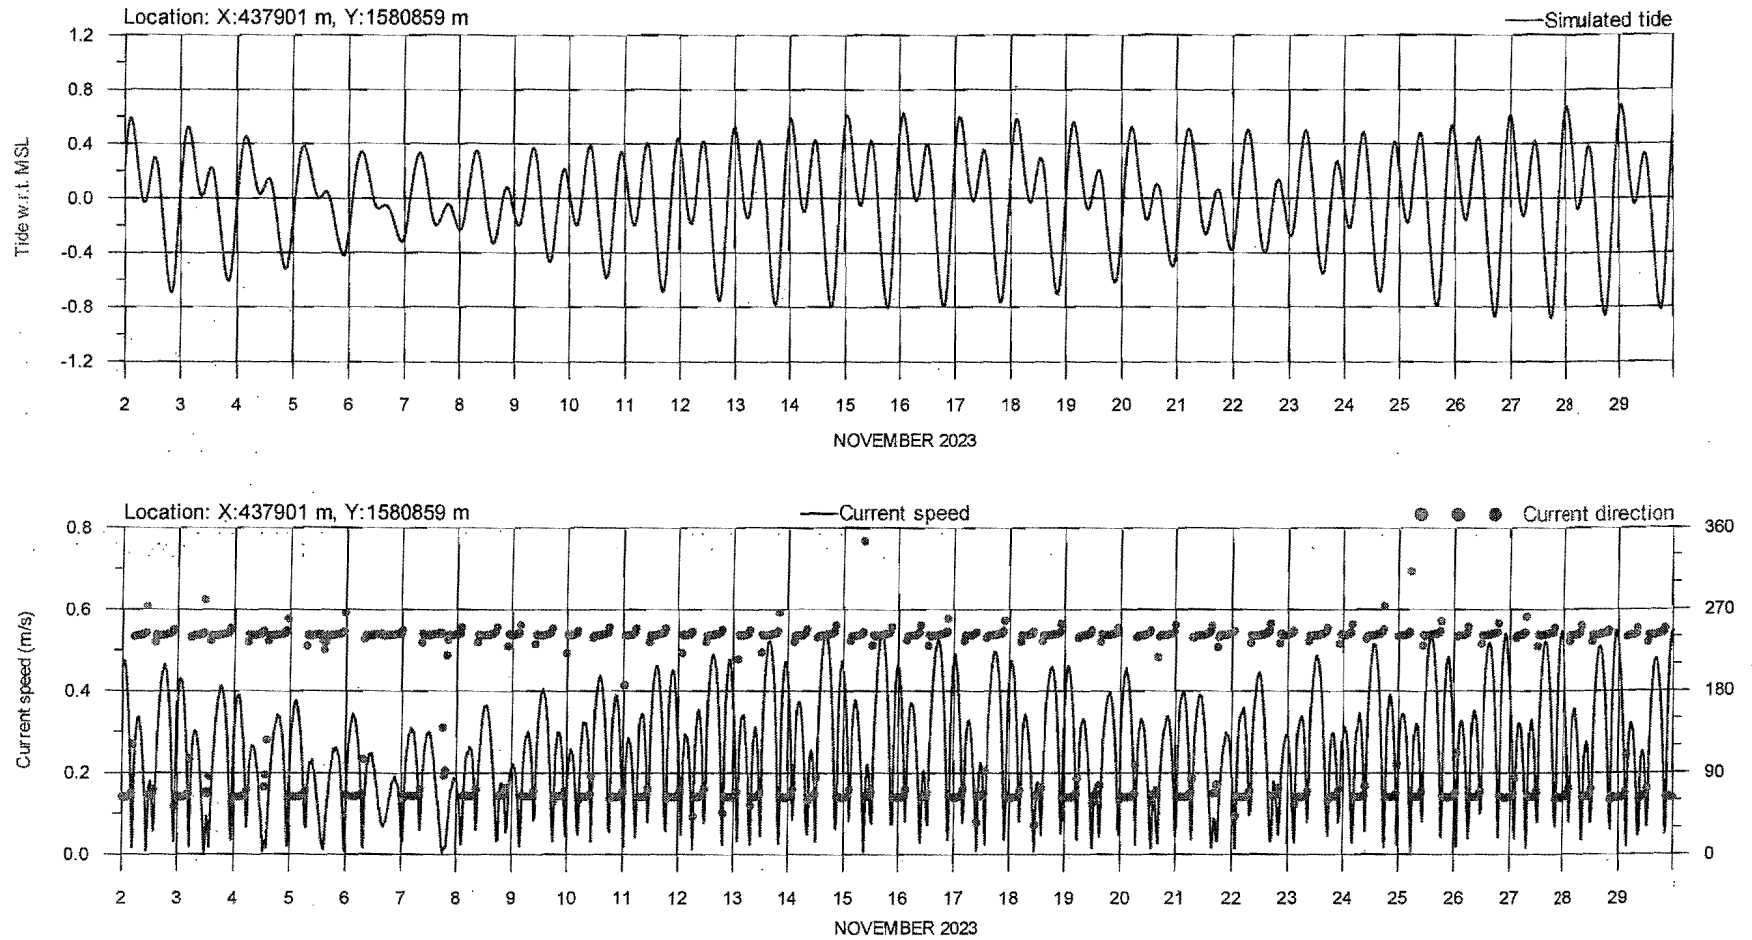 Location: X:437901 m, Y:1580859 m
Simulated tide
Tide w.r.t. MSL
1.2
0.8
0.4
0.0
-0.4
-0.8
-1.2
2 3 4 5 6 7 8 9 10 11 12 13 14 15 16 17 18 19 20 21 22 23 24 25 26 27 28 29
NOVEMBER 2023
Location: X:437901 m, Y:1580859 m
Current speed
Current direction
Current speed (m/s)
0.8
0.6
0.4
0.2
0.0
360
270
180
90
0
2 3 4 5 6 7 8 9 10 11 12 13 14 15 16 17 18 19 20 21 22 23 24 25 26 27 28 29
NOVEMBER 2023